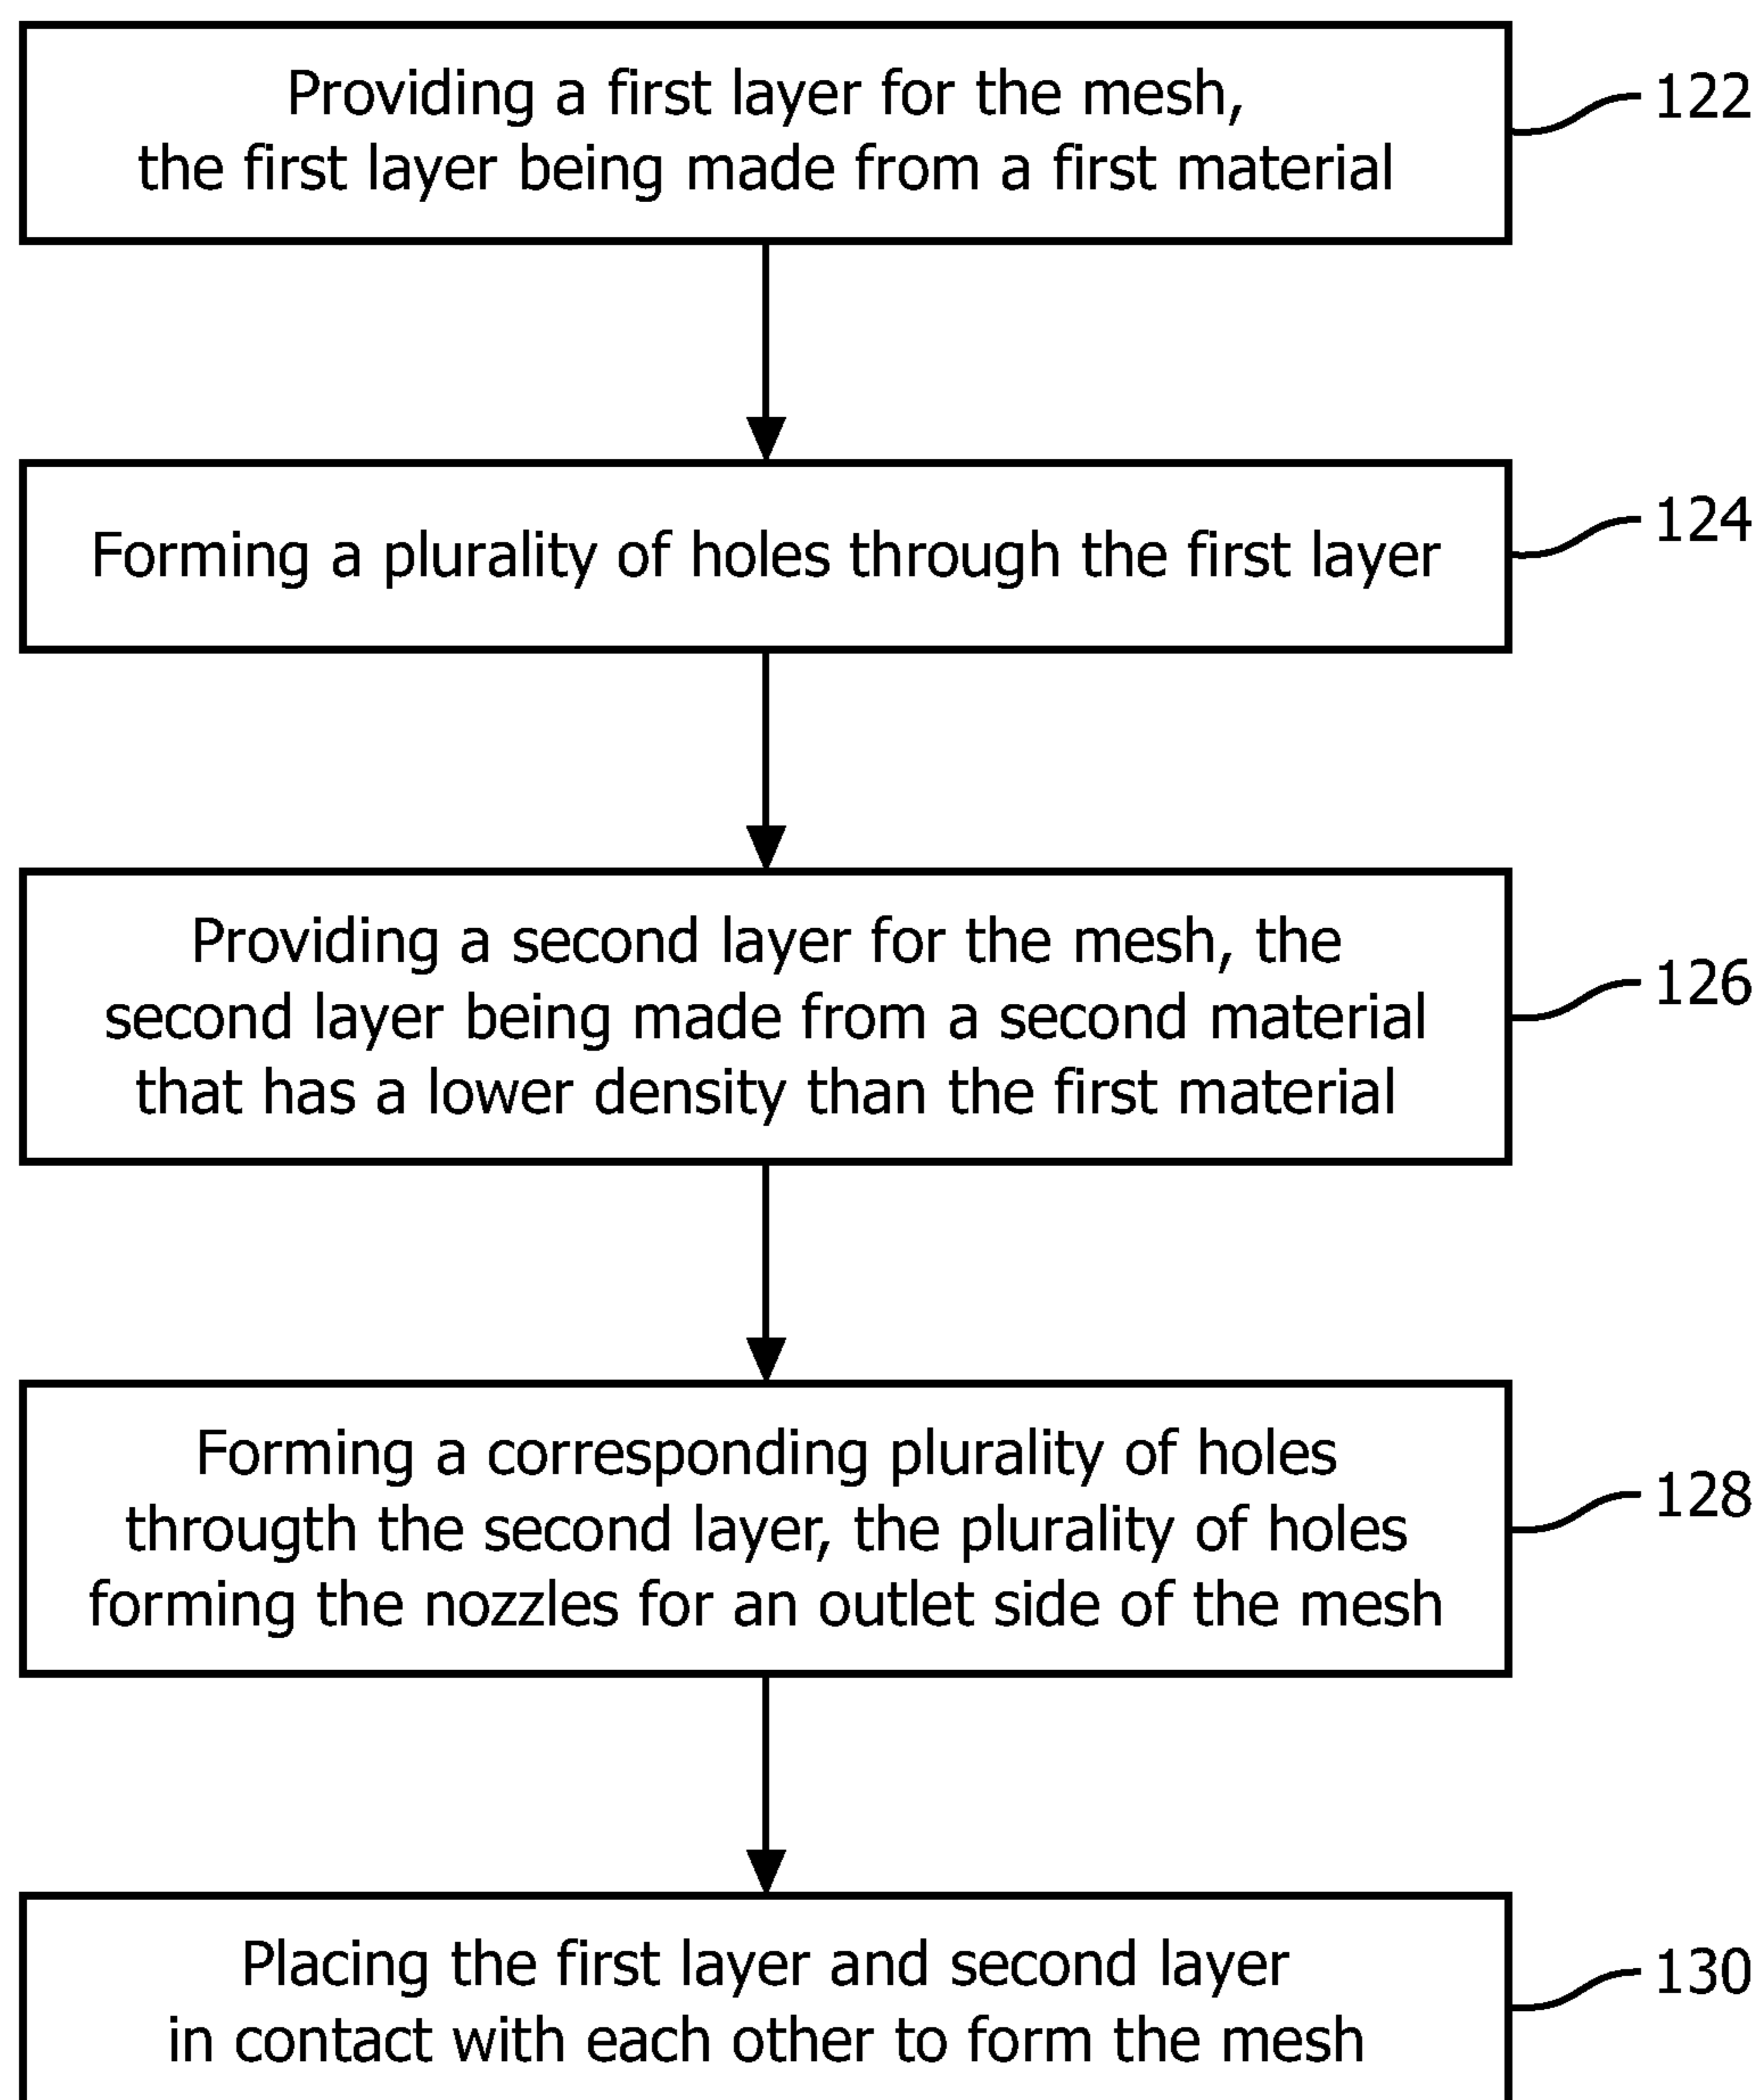 Providing a first layer for the mesh,
the first layer being made from a first material
122
Forming a plurality of holes through the first layer
124
Providing a second layer for the mesh, the
second layer being made from a second material
that has a lower density than the first material
126
Forming a corresponding plurality of holes
througth the second layer, the plurality of holes
forming the nozzles for an outlet side of the mesh
128
Placing the first layer and second layer
in contact with each other to form the mesh
130